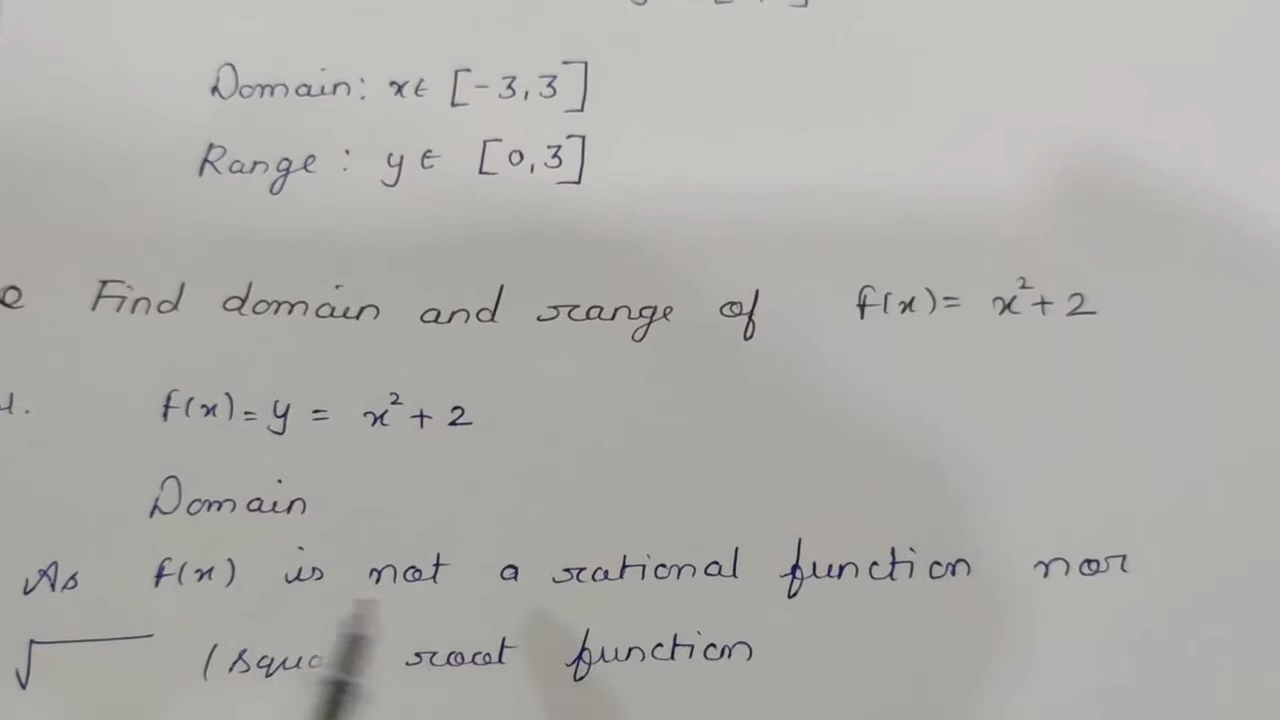 Domain: x∈ [-3,3]
Range: y∈ [0,3]
Find domain and range of f(x)= x²+2
f(x)= y = x²+2
Domain
As f(x) is not a rational function nor
√ root function